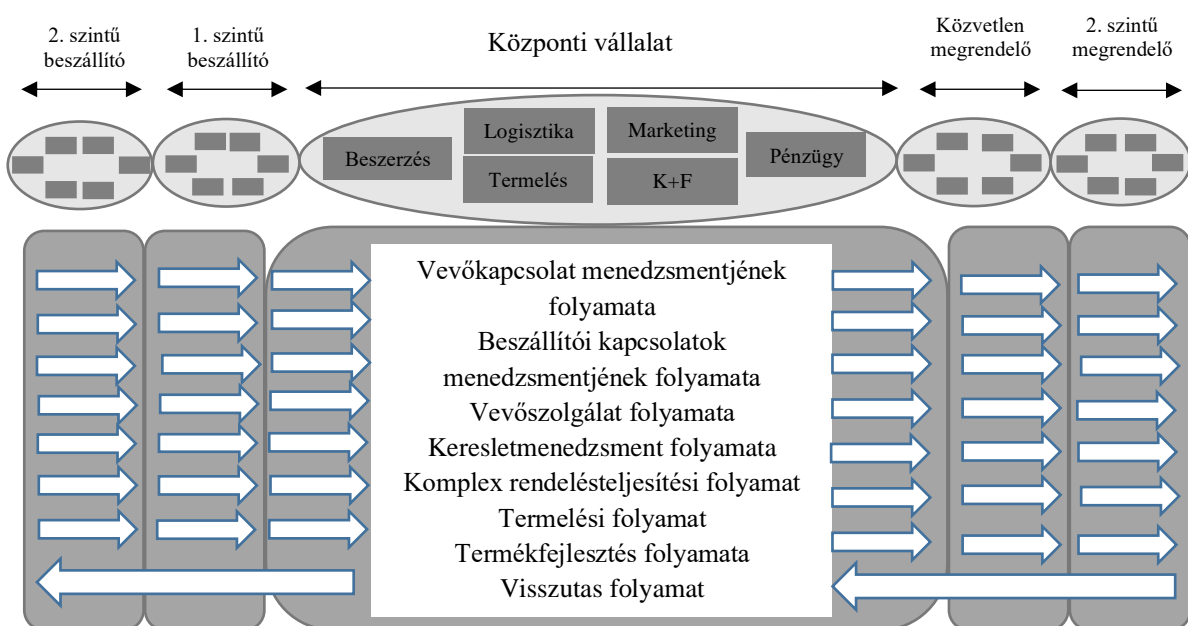 2. szintű
beszállító
1. szintű
beszállító
Központi vállalat
Közvetlen
megrendelő
2. szintű
megrendelő
Beszerzés
Logisztika
Termelés
Marketing
K+F
Pénzügy
Vevőkapcsolat menedzsmentjének
folyamata
Beszállítói kapcsolatok
menedzsmentjének folyamata
Vevőszolgálat folyamata
Keresletmenedzsment folyamata
Komplex rendelésteljesítési folyamat
Termelési folyamat
Termékfejlesztés folyamata
Visszutas folyamat